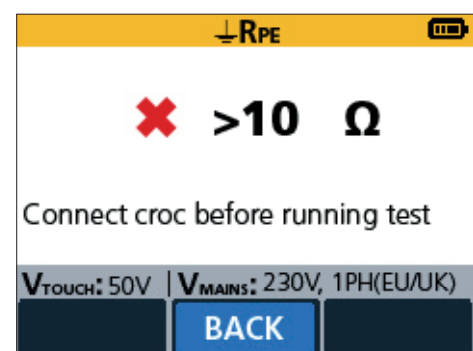 ⏚RPE
>10 Ω
Connect croc before running test
VTOUCH: 50V | VMAINS: 230V, 1PH(EU/UK)
BACK